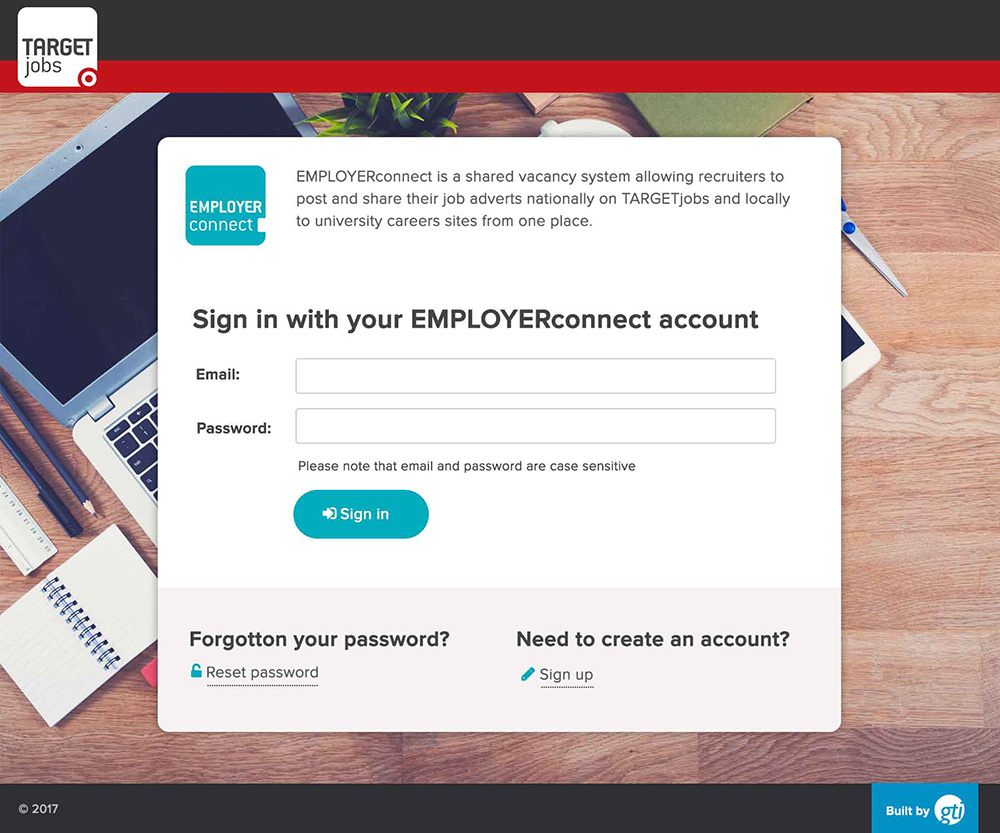 TARGET
jobs
EMPLOYER
connect
EMPLOYERconnect is a shared vacancy system allowing recruiters to
post and share their job adverts nationally on TARGETjobs and locally
to university careers sites from one place.
Sign in with your EMPLOYERconnect account
Email:
Password:
Please note that email and password are case sensitive
Sign in
Forgotton your password?
Need to create an account?
Reset password
Sign up
© 2017
Built by gti